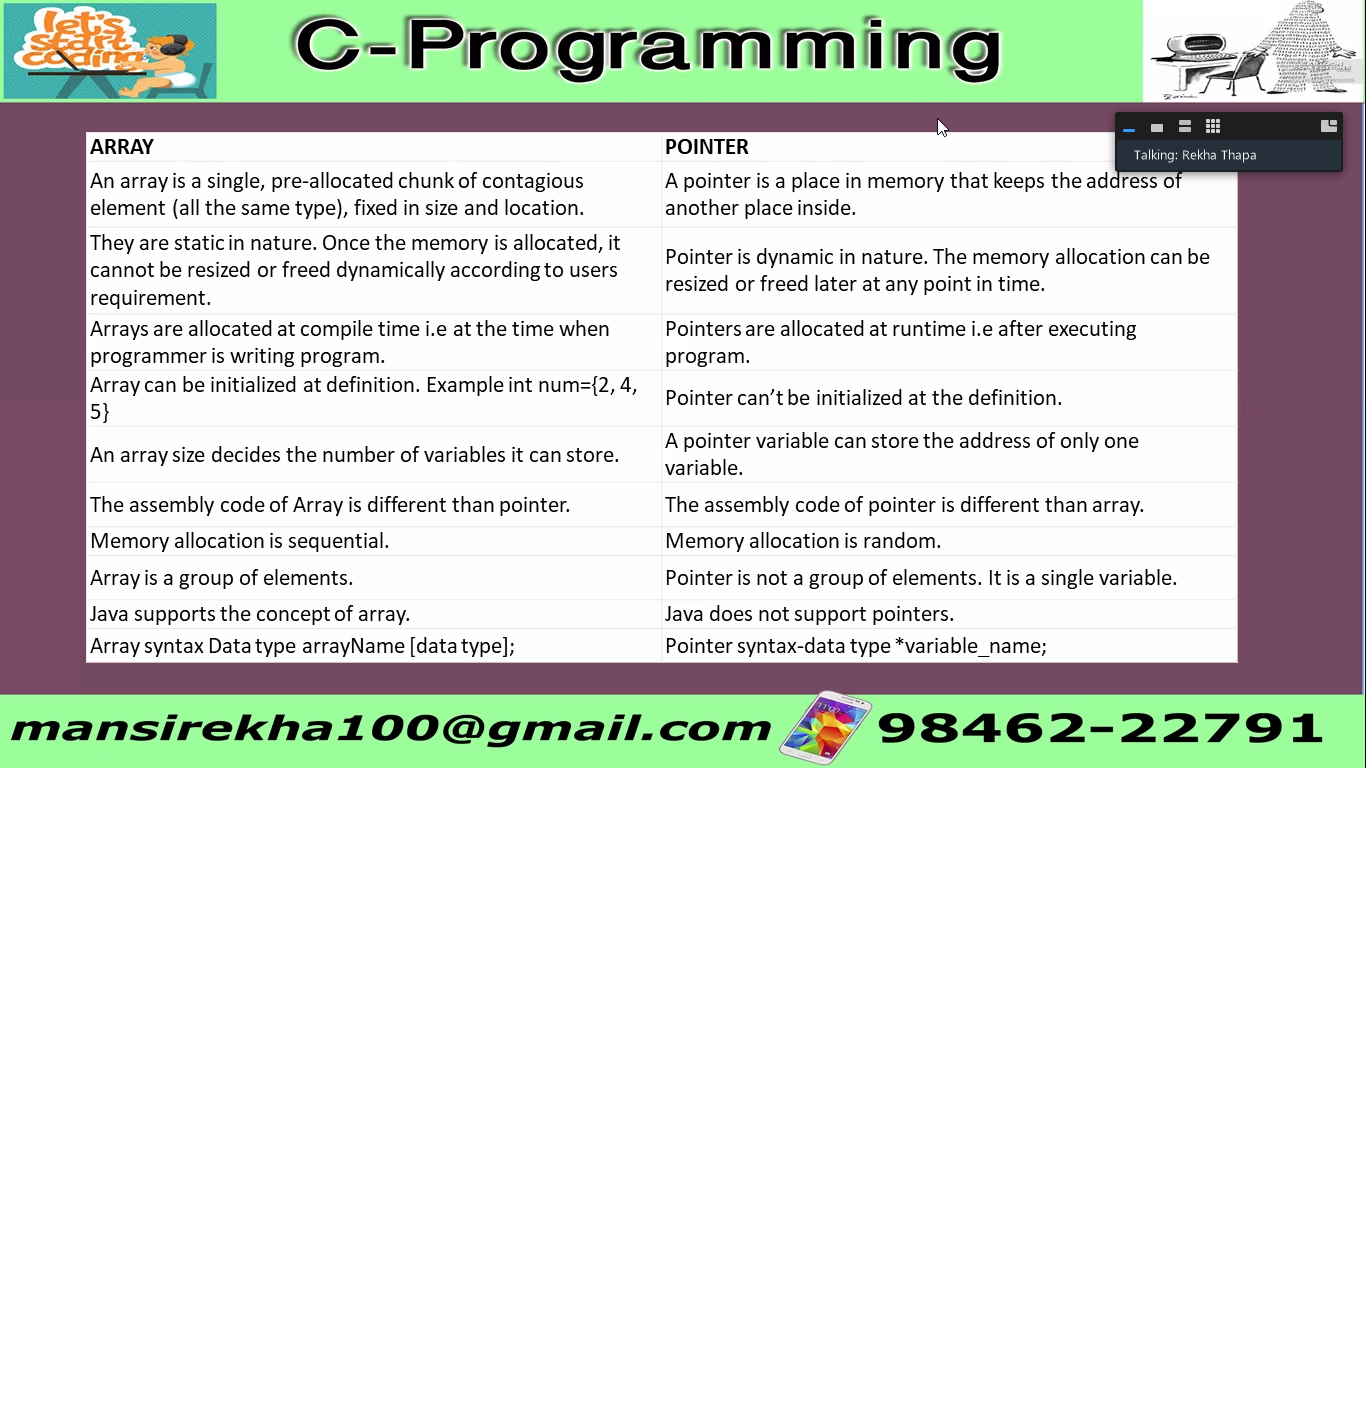 let's
start
coding
C-Programming
Talking: Rekha Thapa
ARRAY
POINTER
An array is a single, pre-allocated chunk of contagious
element (all the same type), fixed in size and location.
A pointer is a place in memory that keeps the address of
another place inside.
They are static in nature. Once the memory is allocated, it
cannot be resized or freed dynamically according to users
requirement.
Pointer is dynamic in nature. The memory allocation can be
resized or freed later at any point in time.
Arrays are allocated at compile time i.e at the time when
programmer is writing program.
Pointers are allocated at runtime i.e after executing
program.
Array can be initialized at definition. Example int num={2, 4,
5}
Pointer can’t be initialized at the definition.
An array size decides the number of variables it can store.
A pointer variable can store the address of only one
variable.
The assembly code of Array is different than pointer.
The assembly code of pointer is different than array.
Memory allocation is sequential.
Memory allocation is random.
Array is a group of elements.
Pointer is not a group of elements. It is a single variable.
Java supports the concept of array.
Java does not support pointers.
Array syntax Data type arrayName [data type];
Pointer syntax-data type *variable_name;
mansirekha100@gmail.com
98462-22791